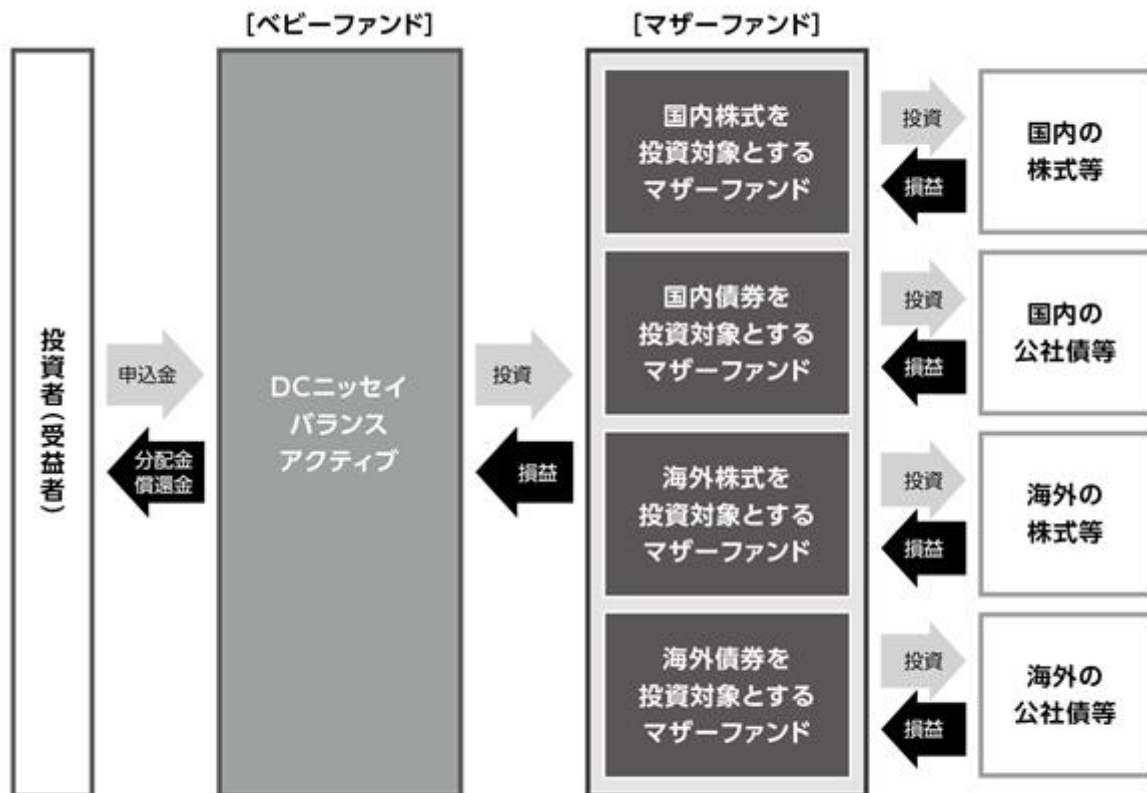 [ベビーファンド]
[マザーファンド]
投資者(受益者)
申込金
分配金
償還金
DCニッセイ
バランス
アクティブ
投資
損益
国内株式を
投資対象とする
マザーファンド
投資
損益
国内の
株式等
国内債券を
投資対象とする
マザーファンド
投資
損益
国内の
公社債等
海外株式を
投資対象とする
マザーファンド
投資
損益
海外の
株式等
海外債券を
投資対象とする
マザーファンド
投資
損益
海外の
公社債等